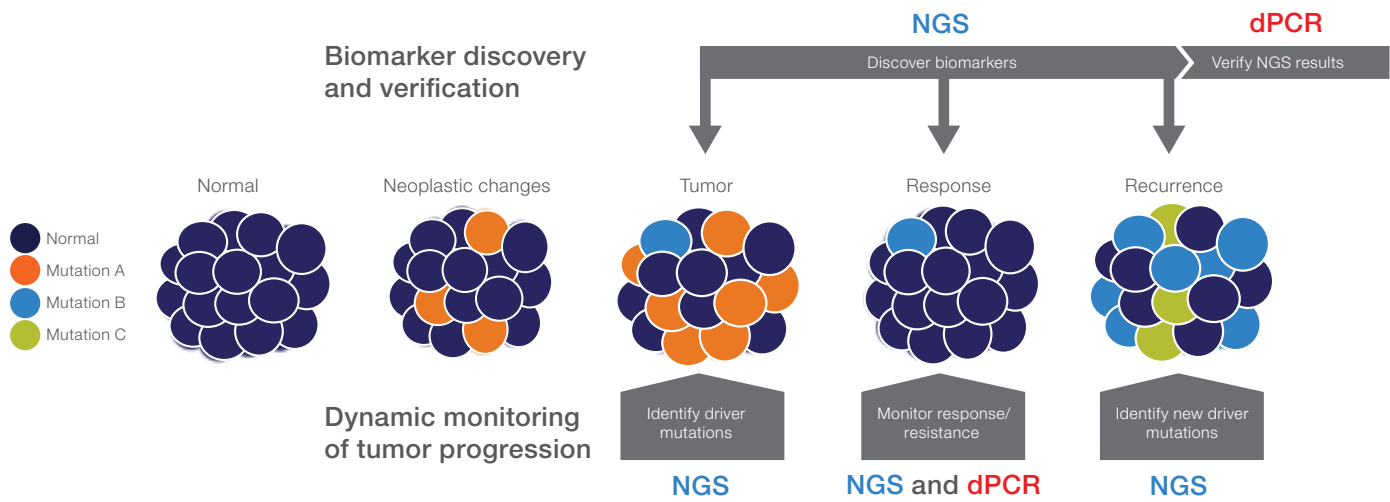 NGS
dPCR
Biomarker discovery
and verification
Discover biomarkers
Verify NGS results
Normal
Neoplastic changes
Tumor
Response
Recurrence
Normal
Mutation A
Mutation B
Mutation C
Dynamic monitoring
of tumor progression
Identify driver
mutations
Monitor response/
resistance
Identify new driver
mutations
NGS
NGS and dPCR
NGS